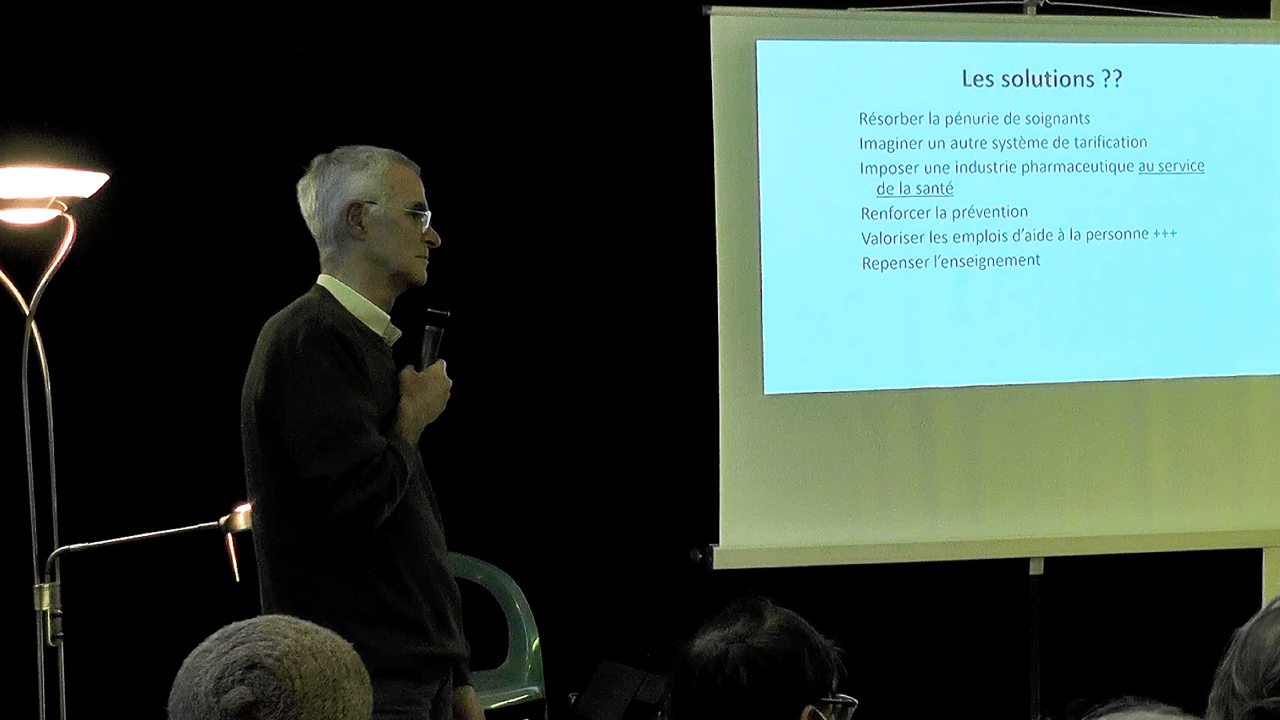 Les solutions ??
Résorber la pénurie de soignants
Imaginer un autre système de tarification
Imposer une industrie pharmaceutique au service
de la santé
Renforcer la prévention
Valoriser les emplois d'aide à la personne +++
Repenser l'enseignement